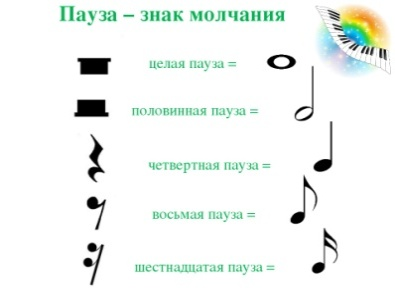 Пауза – знак молчания
целая пауза =
половинная пауза =
четвертная пауза =
восьмая пауза =
шестнадцатая пауза =